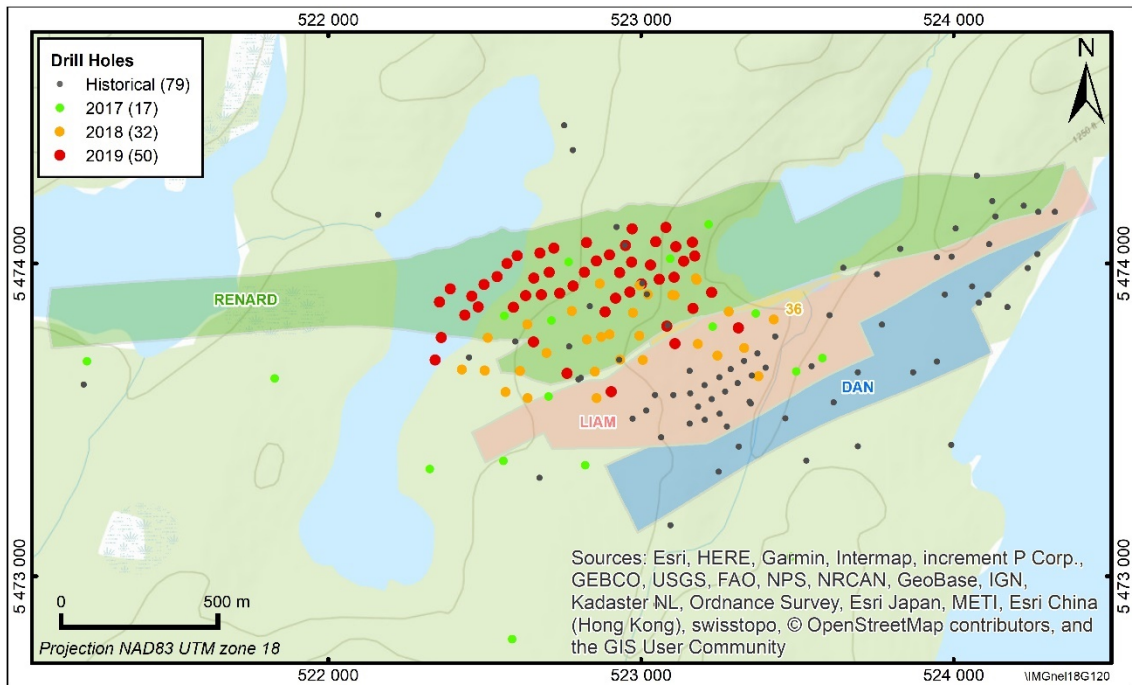 522 000 523 000 524 000
Drill Holes
Historical (79)
2017 (17)
2018 (32)
2019 (50)
N
5 474 000 5 474 000
RENARD
36
DAN
LIAM
5 473 000 5 473 000
Sources: Esri, HERE, Garmin, Intermap, increment P Corp.,
GEBCO, USGS, FAO, NPS, NRCAN, GeoBase, IGN,
Kadaster NL, Ordnance Survey, Esri Japan, METI, Esri China
(Hong Kong), swisstopo, © OpenStreetMap contributors, and
the GIS User Community
0 500 m
Projection NAD83 UTM zone 18
522 000 523 000 524 000
\IMGnel18G120